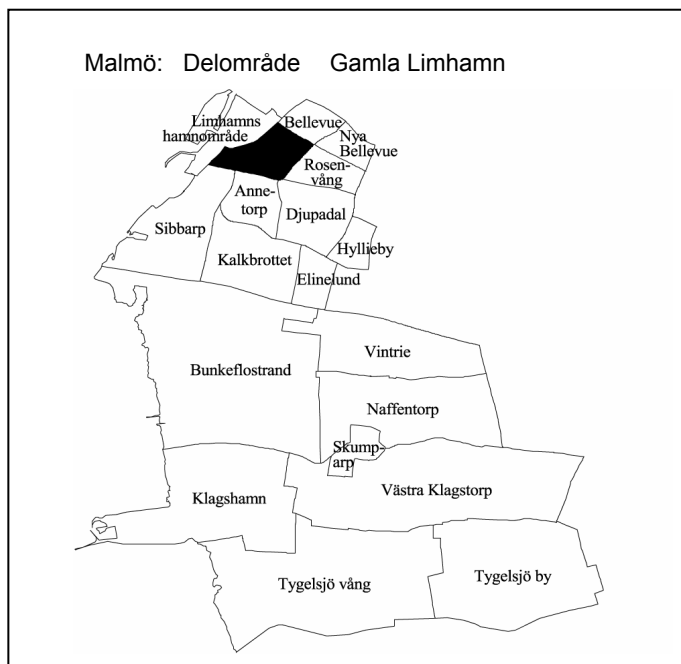 Malmö: Delområde Gamla Limhamn
Limhamns
hamnområde
Bellevue
Nya
Bellevue
Rosen-
vång
Anne-
torp
Djupadal
Sibbarp
Hyllieby
Kalkbrottet
Elinelund
Vintrie
Bunkeflostrand
Naffentorp
Skump-
arp
Västra Klagstorp
Klagshamn
Tygelsjö by
Tygelsjö vång